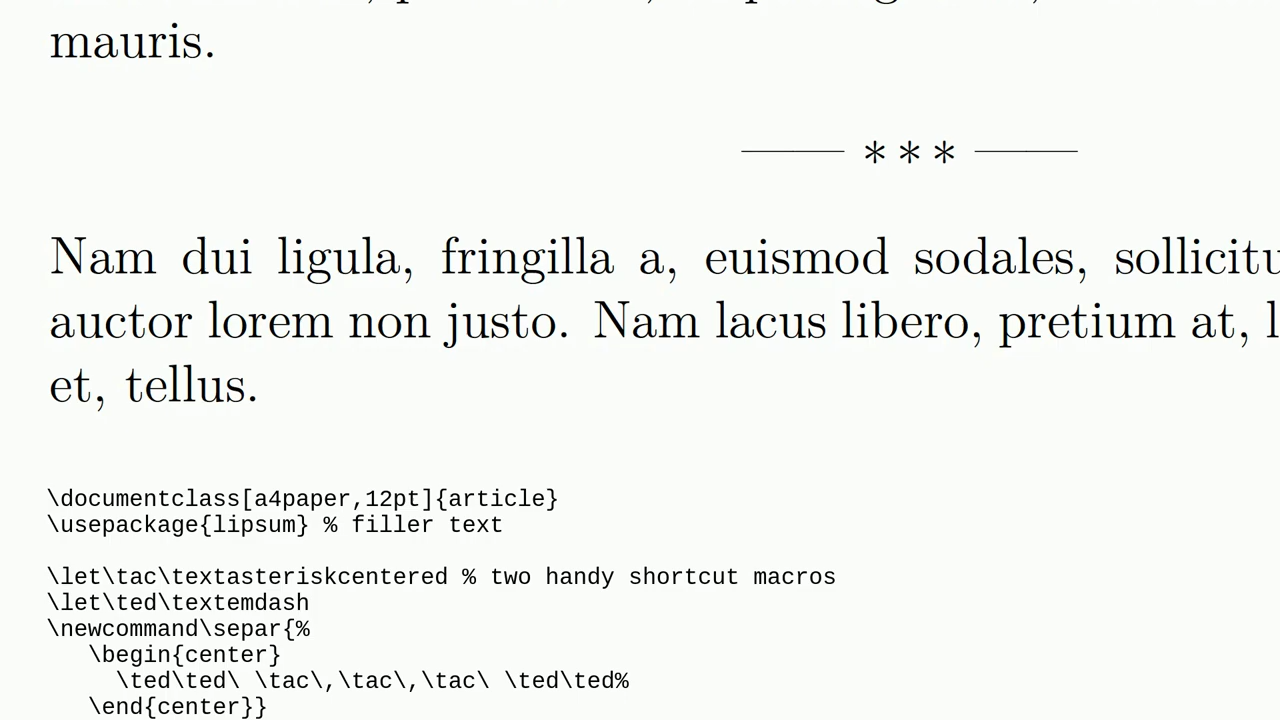 mauris.
—— * * * ——
Nam dui ligula, fringilla a, euismod sodales,
auctor lorem non justo. Nam lacus libero, pretium at,
et, tellus.
\documentclass[a4paper,12pt]{article}
\usepackage{lipsum} % filler text
\let\tac\textasteriskcentered % two handy shortcut macros
\let\ted\textemdash
\newcommand\separ{%
\begin{center}
\ted\ted\ \tac\,\tac\,\tac\ \ted\ted%
\end{center}}